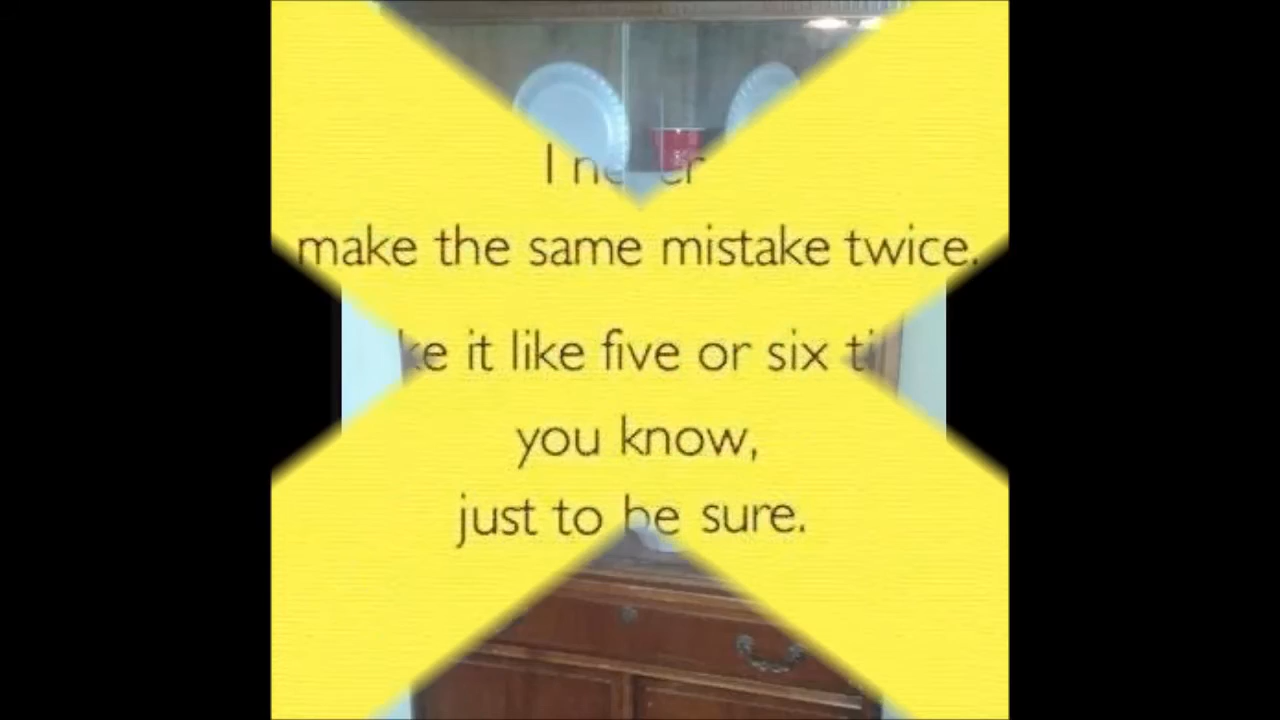 I
make the same mistake twice.
it like five or six
you know,
just to be sure.